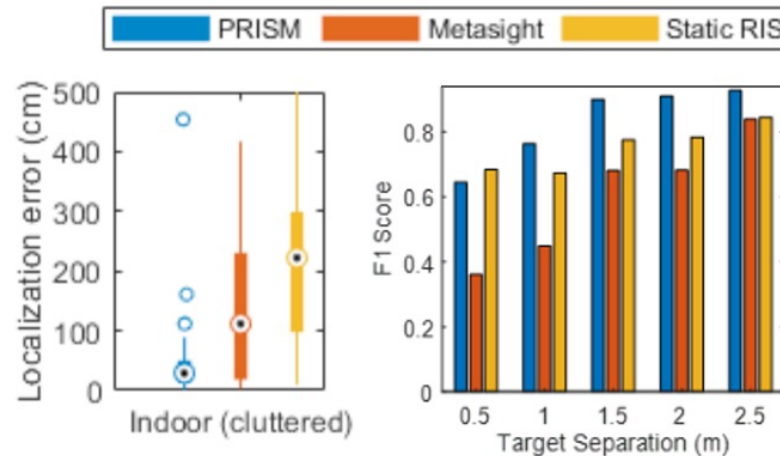 PRISM Metasight Static RIS
Localization error (cm)
500
400
300
200
100
0
Indoor (cluttered)
F1 Score
0.8
0.6
0.4
0.2
0
0.5 1 1.5 2 2.5
Target Separation (m)